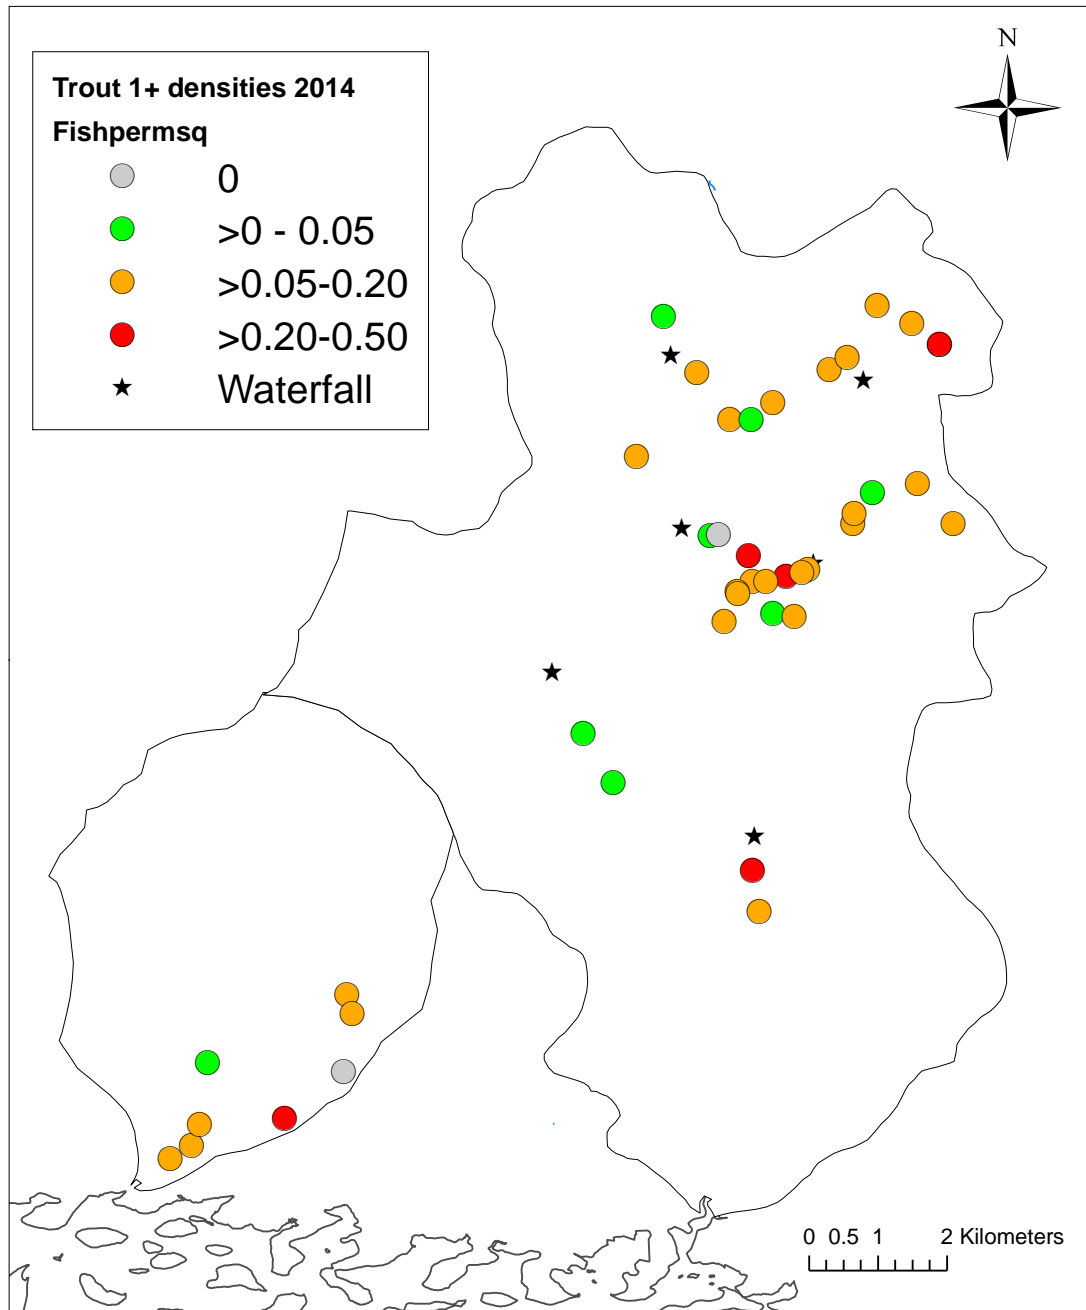 N
Trout 1+ densities 2014
Fishpermsq
0
>0 - 0.05
>0.05-0.20
>0.20-0.50
Waterfall
0 0.5 1 2 Kilometers